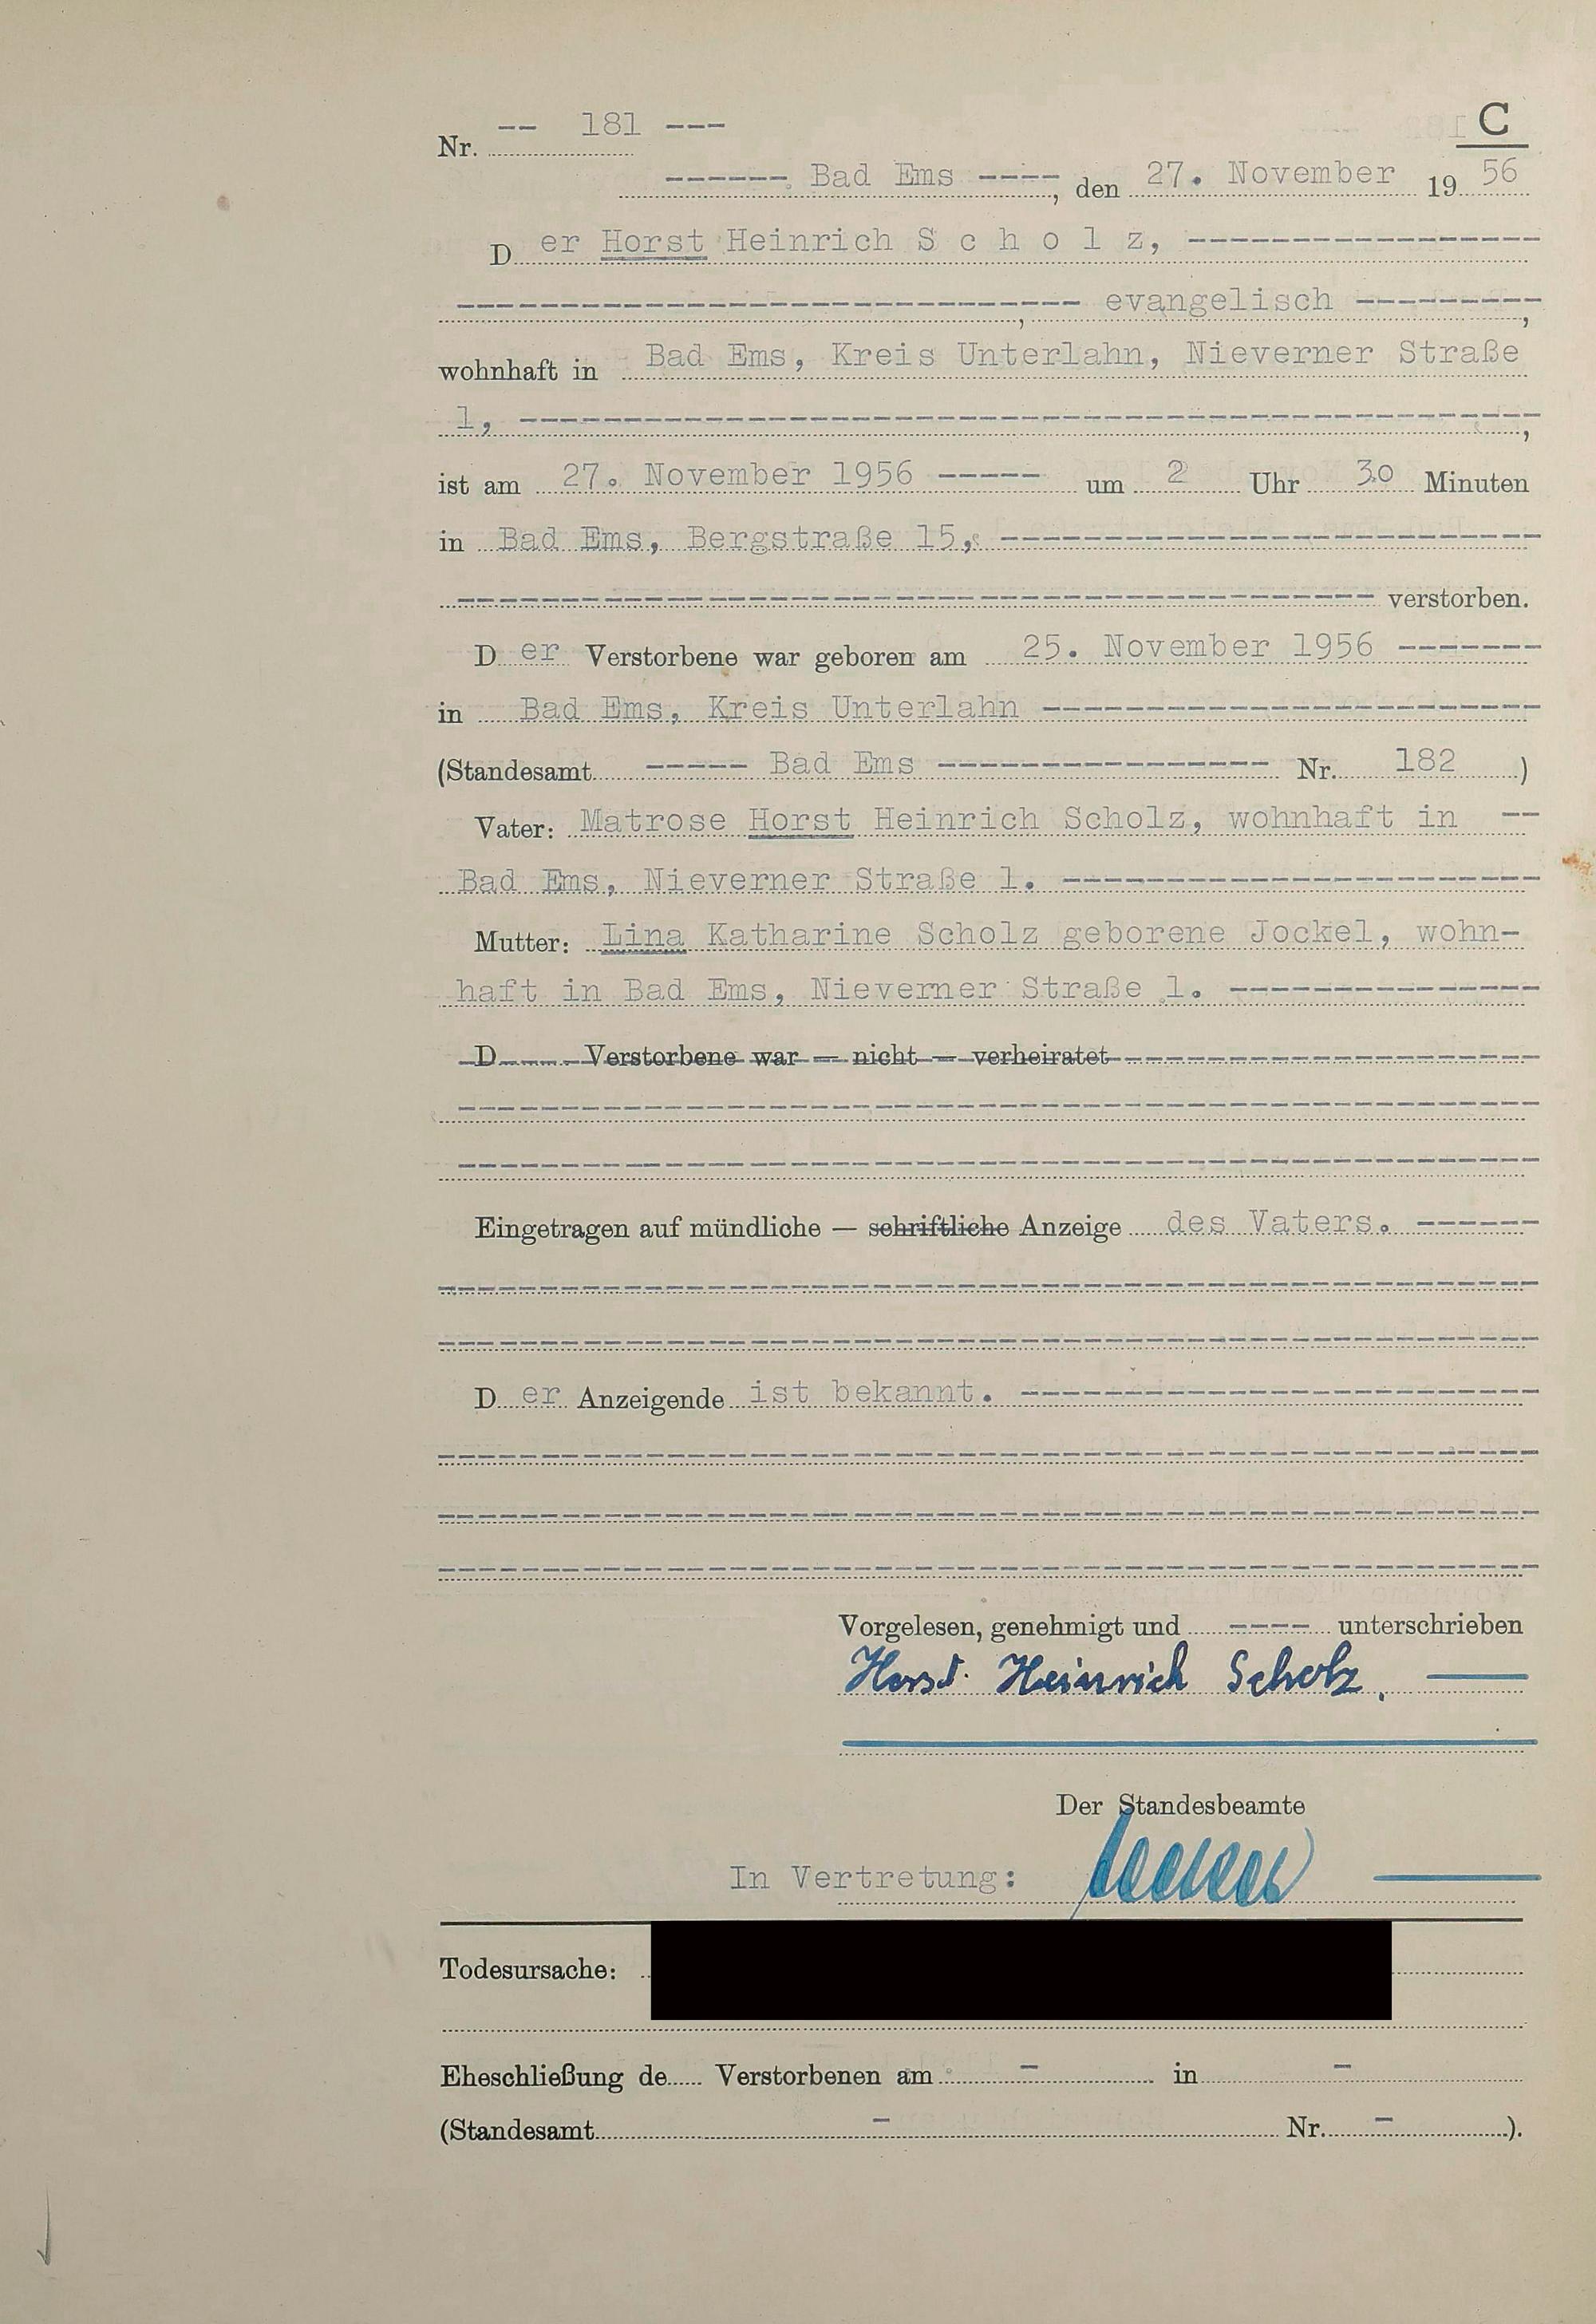 C
Nr. -- 181 ---
------ Bad Ems ----, den 27. November 1956
Der Horst Heinrich S c h o l z, -----------------
------------------------------, evangelisch ---------,
wohnhaft in Bad Ems, Kreis Unterlahn, Nieverner Straße
1, -------------------------------------------------,
ist am 27. November 1956 ----- um 2 Uhr 30 Minuten
in Bad Ems, Bergstraße 15, --------------------------
-------------------------------------------- verstorben.
Der Verstorbene war geboren am 25. November 1956 -------
in Bad Ems, Kreis Unterlahn ------------------------
(Standesamt ----- Bad Ems ---------------- Nr. 182 )
Vater: Matrose Horst Heinrich Scholz, wohnhaft in --
Bad Ems, Nieverner Straße 1. -----------------------
Mutter: Lina Katharine Scholz geborene Jockel, wohn-
haft in Bad Ems, Nieverner Straße 1. ---------------
D Verstorbene war — nicht — verheiratet --------------------
Eingetragen auf mündliche — schriftliche Anzeige des Vaters. ------
Der Anzeigende ist bekannt. -------------------------
Vorgelesen, genehmigt und ---- unterschrieben
Horst Heinrich Scholz.
Der Standesbeamte
In Vertretung:
Todesursache:
Eheschließung de Verstorbenen am - in -
(Standesamt - Nr. - ).